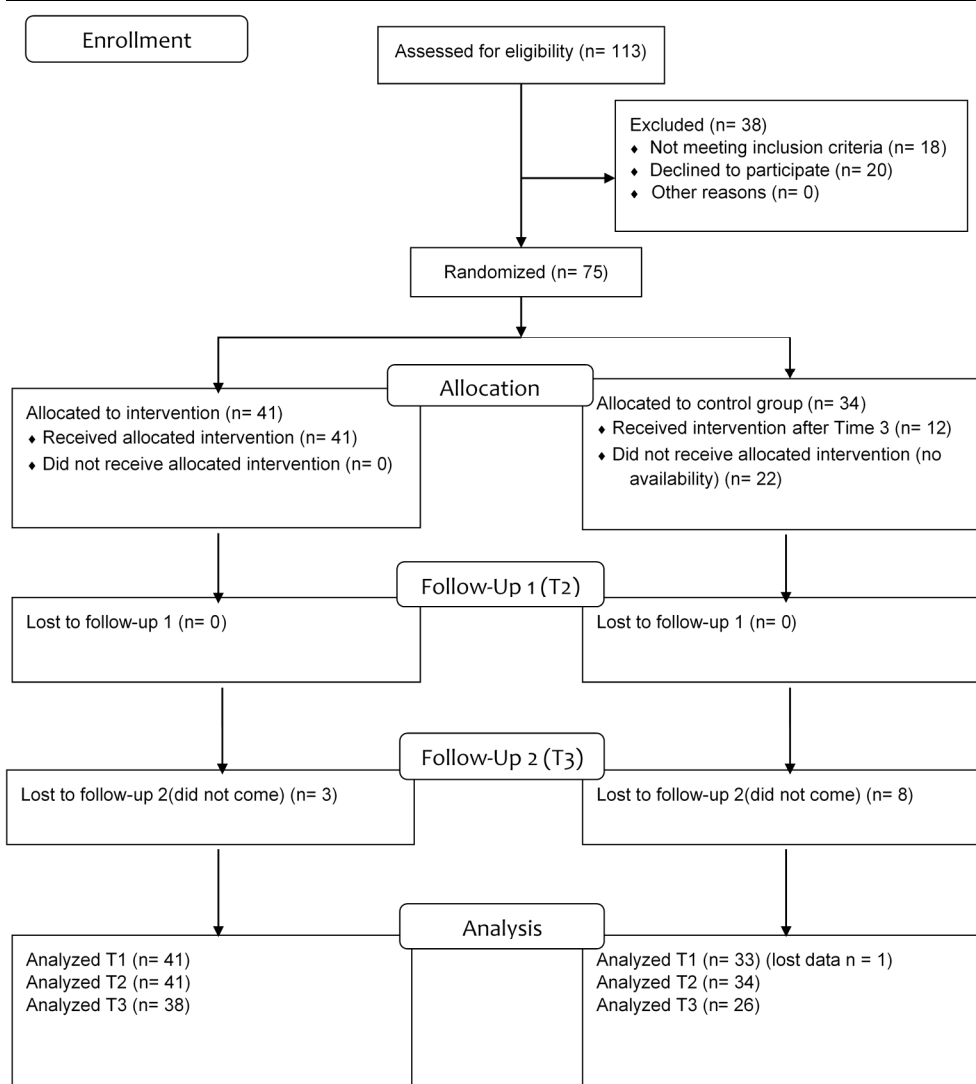 Enrollment
Assessed for eligibility (n= 113)
Excluded (n= 38)
♦ Not meeting inclusion criteria (n= 18)
♦ Declined to participate (n= 20)
♦ Other reasons (n= 0)
Randomized (n= 75)
Allocation
Allocated to intervention (n= 41)
♦ Received allocated intervention (n= 41)
♦ Did not receive allocated intervention (n= 0)
Allocated to control group (n= 34)
♦ Received intervention after Time 3 (n= 12)
♦ Did not receive allocated intervention (no
availability) (n= 22)
Follow-Up 1 (T2)
Lost to follow-up 1 (n= 0)
Lost to follow-up 1 (n= 0)
Follow-Up 2 (T3)
Lost to follow-up 2(did not come) (n= 3)
Lost to follow-up 2(did not come) (n= 8)
Analysis
Analyzed T1 (n= 41)
Analyzed T2 (n= 41)
Analyzed T3 (n= 38)
Analyzed T1 (n= 33) (lost data n = 1)
Analyzed T2 (n= 34)
Analyzed T3 (n= 26)